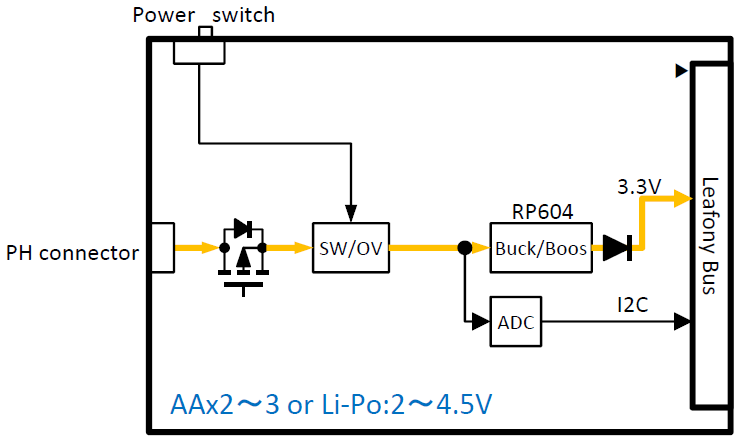 Power switch
3.3V
RP604
PH connector
SW/OV
Buck/Boos
Leafony Bus
ADC
I2C
AAx2～3 or Li-Po:2～4.5V